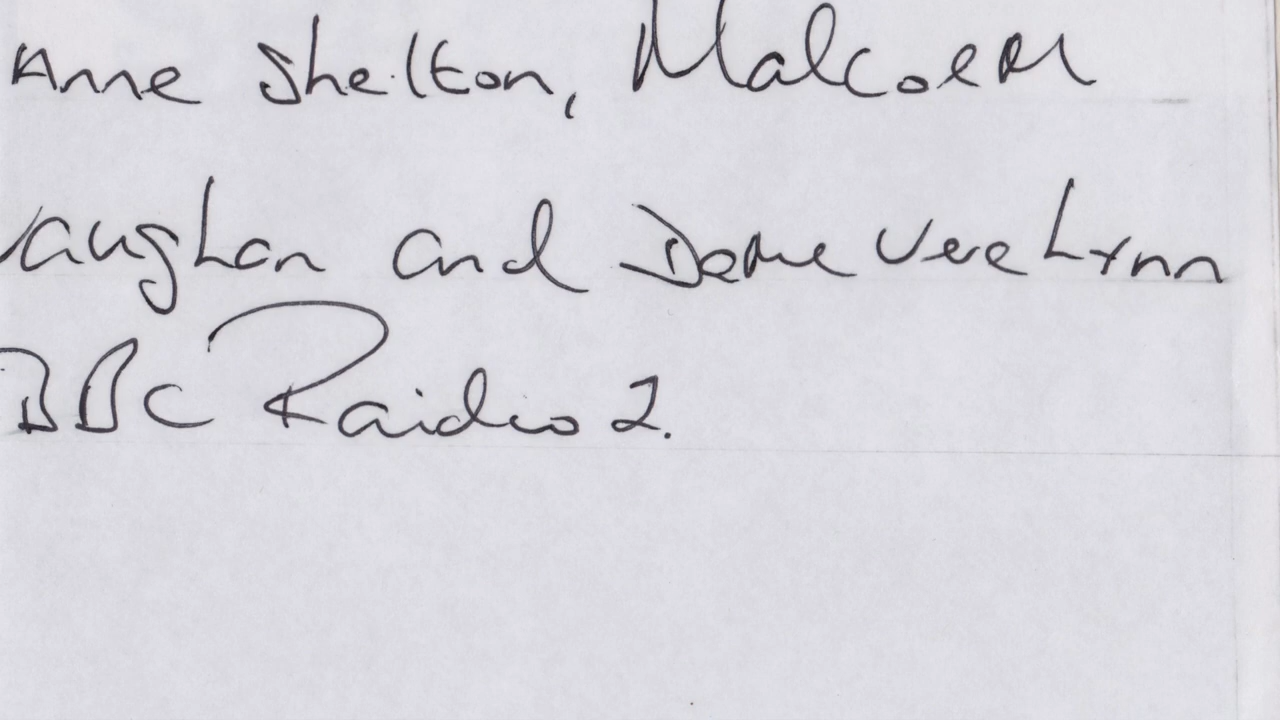 Anne Shelton, Malcolm
Vaughan and Dame Vera Lynn
BBC Raidio 2.